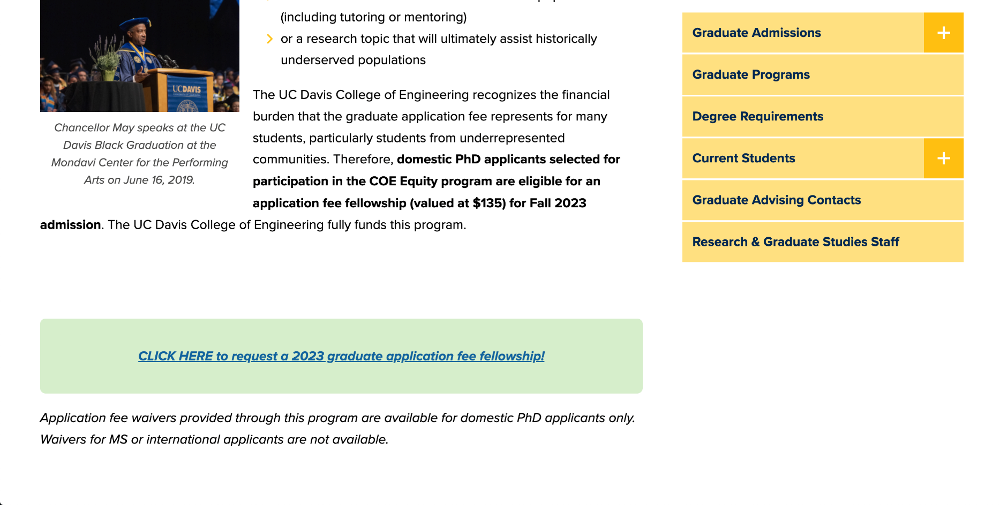 (including tutoring or mentoring)
or a research topic that will ultimately assist historically
underserved populations
UCDAVIS
UNIVERSITY OF CALIFORNIA
Chancellor May speaks at the UC
Davis Black Graduation at the
Mondavi Center for the Performing
Arts on June 16, 2019.
The UC Davis College of Engineering recognizes the financial
burden that the graduate application fee represents for many
students, particularly students from underrepresented
communities. Therefore, domestic PhD applicants selected for
participation in the COE Equity program are eligible for an
application fee fellowship (valued at $135) for Fall 2023
admission. The UC Davis College of Engineering fully funds this program.
CLICK HERE to request a 2023 graduate application fee fellowship!
Application fee waivers provided through this program are available for domestic PhD applicants only.
Waivers for MS or international applicants are not available.
Graduate Admissions
Graduate Programs
Degree Requirements
Current Students
Graduate Advising Contacts
Research & Graduate Studies Staff